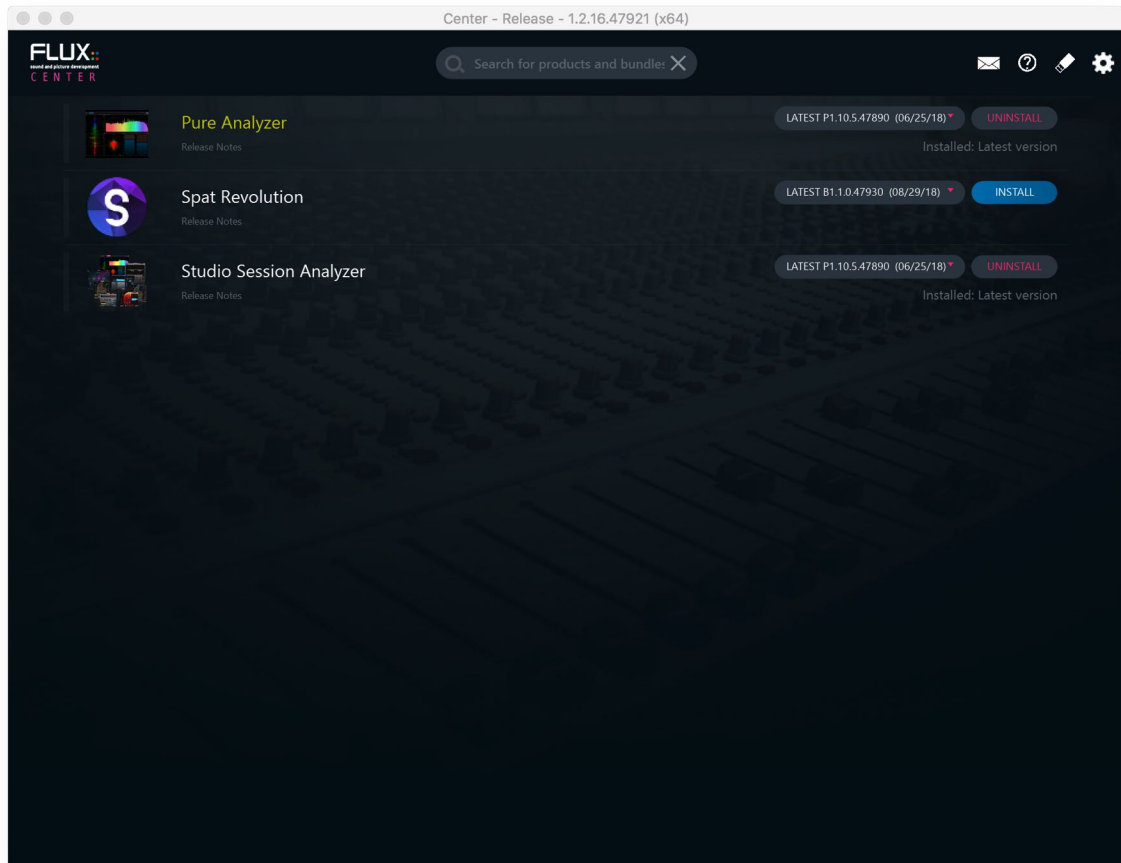 Center - Release - 1.2.16.47921 (x64)
FLUX::
sound and picture development
CENTER
Search for products and bundles
Pure Analyzer
Release Notes
LATEST P1.10.5.47890 (06/25/18)
UNINSTALL
Installed: Latest version
S
Spat Revolution
Release Notes
LATEST B1.1.0.47930 (08/29/18)
INSTALL
Studio Session Analyzer
Release Notes
LATEST P1.10.5.47890 (06/25/18)
UNINSTALL
Installed: Latest version